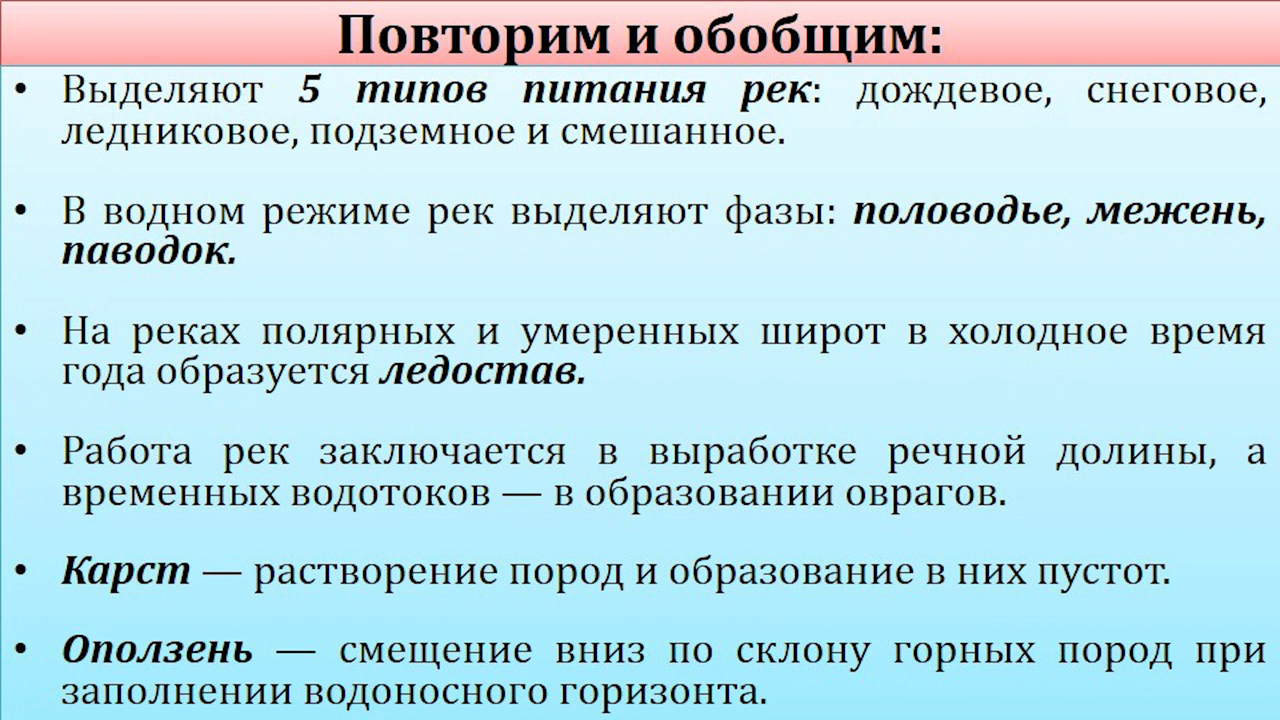 Повторим и обобщим:
• Выделяют 5 типов питания рек: дождевое, снеговое,
ледниковое, подземное и смешанное.
• В водном режиме рек выделяют фазы: половодье, межень,
паводок.
• На реках полярных и умеренных широт в холодное время
года образуется ледостав.
• Работа рек заключается в выработке речной долины, а
временных водотоков — в образовании оврагов.
• Карст — растворение пород и образование в них пустот.
• Оползень — смещение вниз по склону горных пород при
заполнении водоносного горизонта.